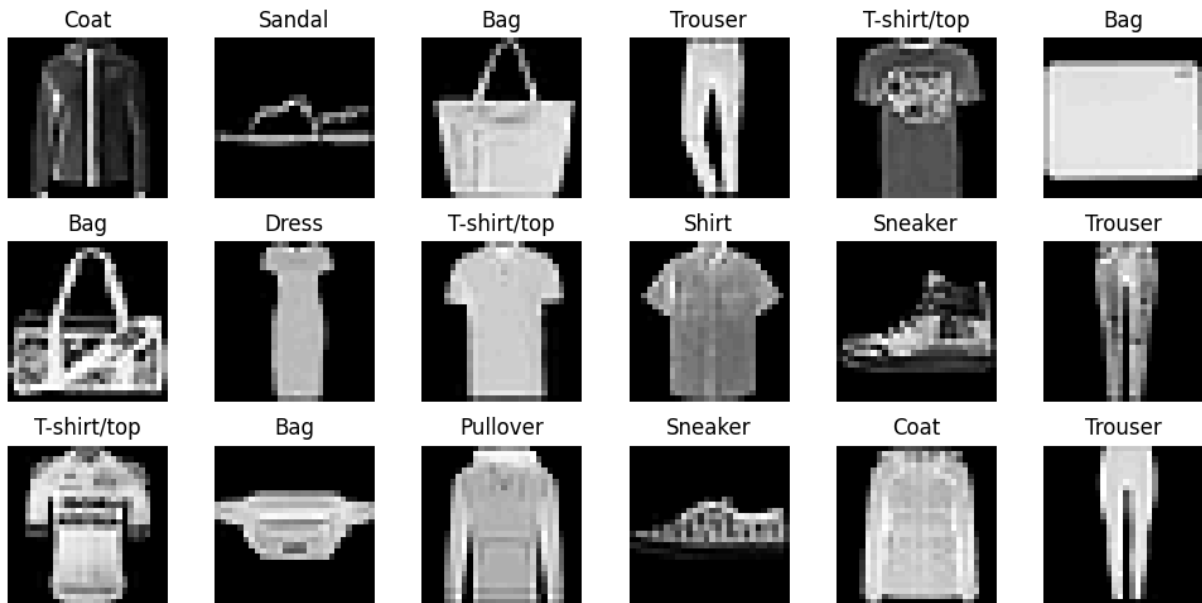 Coat Sandal Bag Trouser T-shirt/top Bag
Bag Dress T-shirt/top Shirt Sneaker Trouser
T-shirt/top Bag Pullover Sneaker Coat Trouser